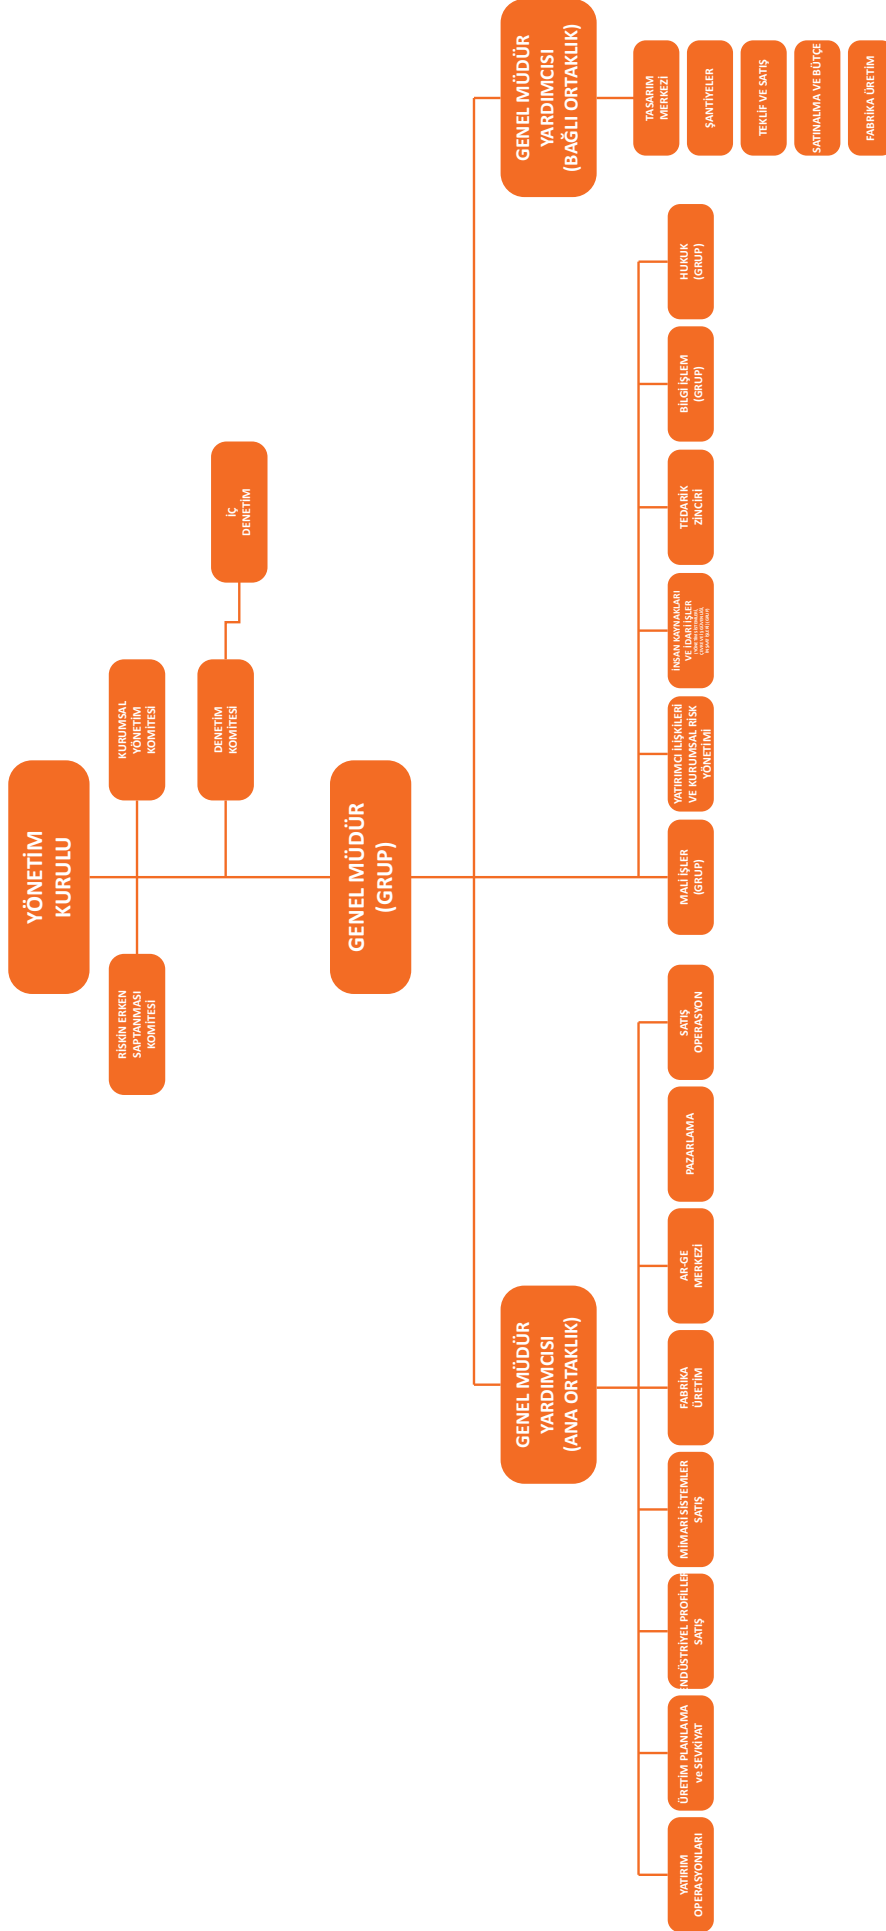 YÖNETİM
KURULU
RİSKİN ERKEN
SAPTANMASI
KOMİTESİ
KURUMSAL
YÖNETİM
KOMİTESİ
DENETİM
KOMİTESİ
İÇ
DENETİM
GENEL MÜDÜR
(GRUP)
GENEL MÜDÜR
YARDIMCISI
(ANA ORTAKLIK)
GENEL MÜDÜR
YARDIMCISI
(BAĞLI ORTAKLIK)
YATIRIM
OPERASYONLARI
ÜRETİM PLANLAMA
ve SEVKİYAT
ENDÜSTRİYEL PROFİLLER
SATIŞ
MİMARİ SİSTEMLER
SATIŞ
FABRİKA
ÜRETİM
AR-GE
MERKEZİ
PAZARLAMA
SATIŞ
OPERASYON
MALİ İŞLER
(GRUP)
YATIRIMCI İLİŞKİLERİ
VE KURUMSAL RİSK
YÖNETİMİ
İNSAN KAYNAKLARI
VE İDARİ İŞLER
TEDARİK
ZİNCİRİ
BİLGİ İŞLEM
(GRUP)
HUKUK
(GRUP)
TASARIM
MERKEZİ
ŞANTİYELER
TEKLİF VE SATIŞ
SATINALMA VE BÜTÇE
FABRİKA ÜRETİM